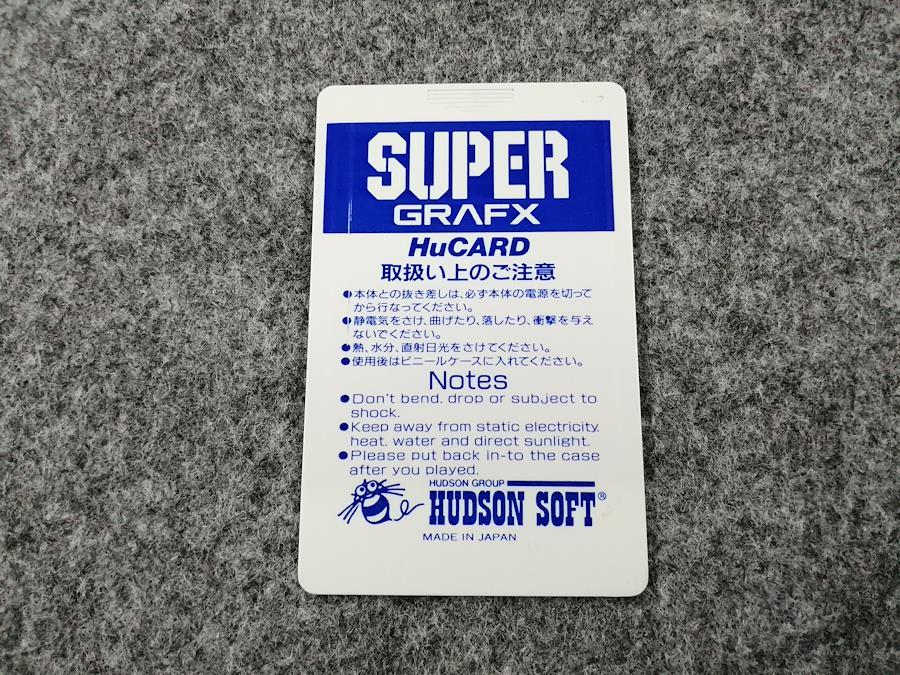 SUPER
GRAFX
HuCARD
取扱い上のご注意
●本体との抜き差しは、必ず本体の電源を切って
から行なってください。
●静電気をさけ、曲げたり、落したり、衝撃を与え
ないでください。
●熱、水分、直射日光をさけてください。
●使用後はビニールケースに入れてください。
Notes
●Don't bend. drop or subject to
shock.
●Keep away from static electricity.
heat. water and direct sunlight.
●Please put back in-to the case
after you played.
HUDSON GROUP
HUDSON SOFT®
MADE IN JAPAN